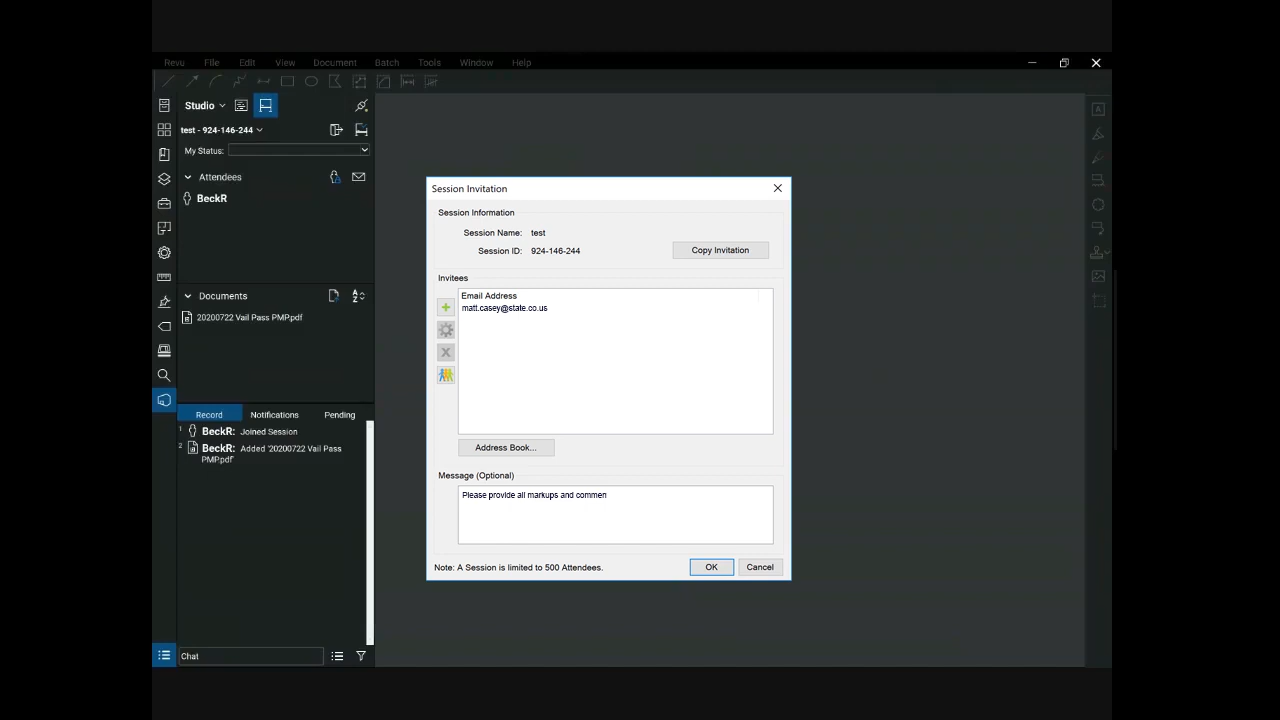 Revu File Edit View Document Batch Tools Window Help
Studio
test - 924-146-244
My Status:
Attendees
BeckR
Documents
20200722 Vail Pass PMP.pdf
Record Notifications Pending
1 BeckR: Joined Session
2 BeckR: Added '20200722 Vail Pass
PMP.pdf'
Chat
Session Invitation
Session Information
Session Name: test
Session ID: 924-146-244
Copy Invitation
Invitees
Email Address
matt.casey@state.co.us
Address Book...
Message (Optional)
Please provide all markups and commen
Note: A Session is limited to 500 Attendees.
OK Cancel